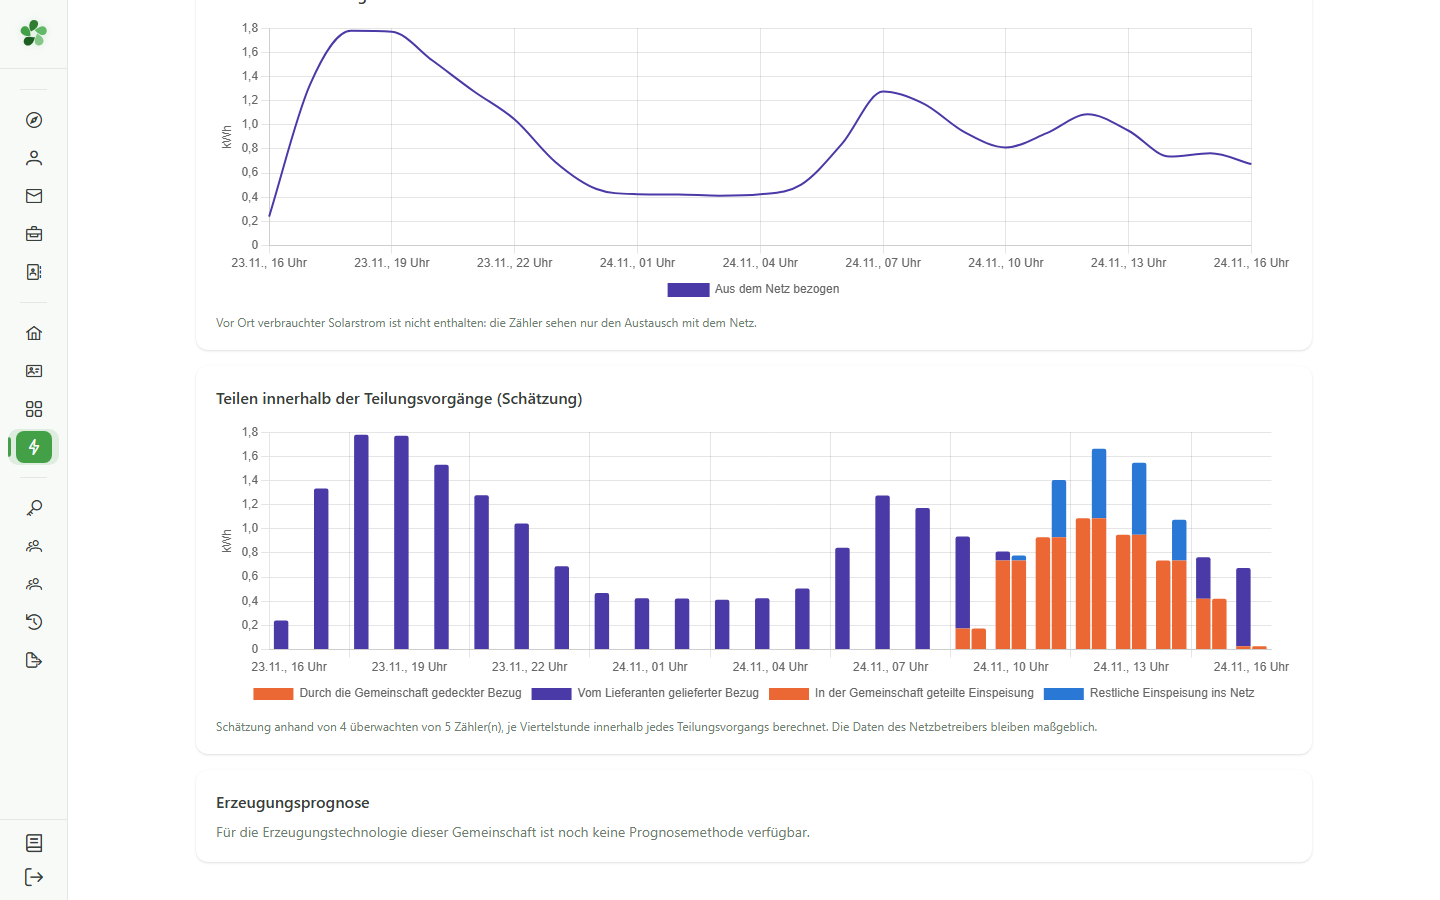 1,8
1,6
1,4
1,2
1,0
0,8
0,6
0,4
0,2
0
kWh
23.11., 16 Uhr 23.11., 19 Uhr 23.11., 22 Uhr 24.11., 01 Uhr 24.11., 04 Uhr 24.11., 07 Uhr 24.11., 10 Uhr 24.11., 13 Uhr 24.11., 16 Uhr
Aus dem Netz bezogen
Vor Ort verbrauchter Solarstrom ist nicht enthalten: die Zähler sehen nur den Austausch mit dem Netz.
Teilen innerhalb der Teilungsvorgänge (Schätzung)
1,8
1,6
1,4
1,2
1,0
0,8
0,6
0,4
0,2
0
kWh
23.11., 16 Uhr 23.11., 19 Uhr 23.11., 22 Uhr 24.11., 01 Uhr 24.11., 04 Uhr 24.11., 07 Uhr 24.11., 10 Uhr 24.11., 13 Uhr 24.11., 16 Uhr
Durch die Gemeinschaft gedeckter Bezug Vom Lieferanten gelieferter Bezug In der Gemeinschaft geteilte Einspeisung Restliche Einspeisung ins Netz
Schätzung anhand von 4 überwachten von 5 Zähler(n), je Viertelstunde innerhalb jedes Teilungsvorgangs berechnet. Die Daten des Netzbetreibers bleiben maßgeblich.
Erzeugungsprognose
Für die Erzeugungstechnologie dieser Gemeinschaft ist noch keine Prognosemethode verfügbar.